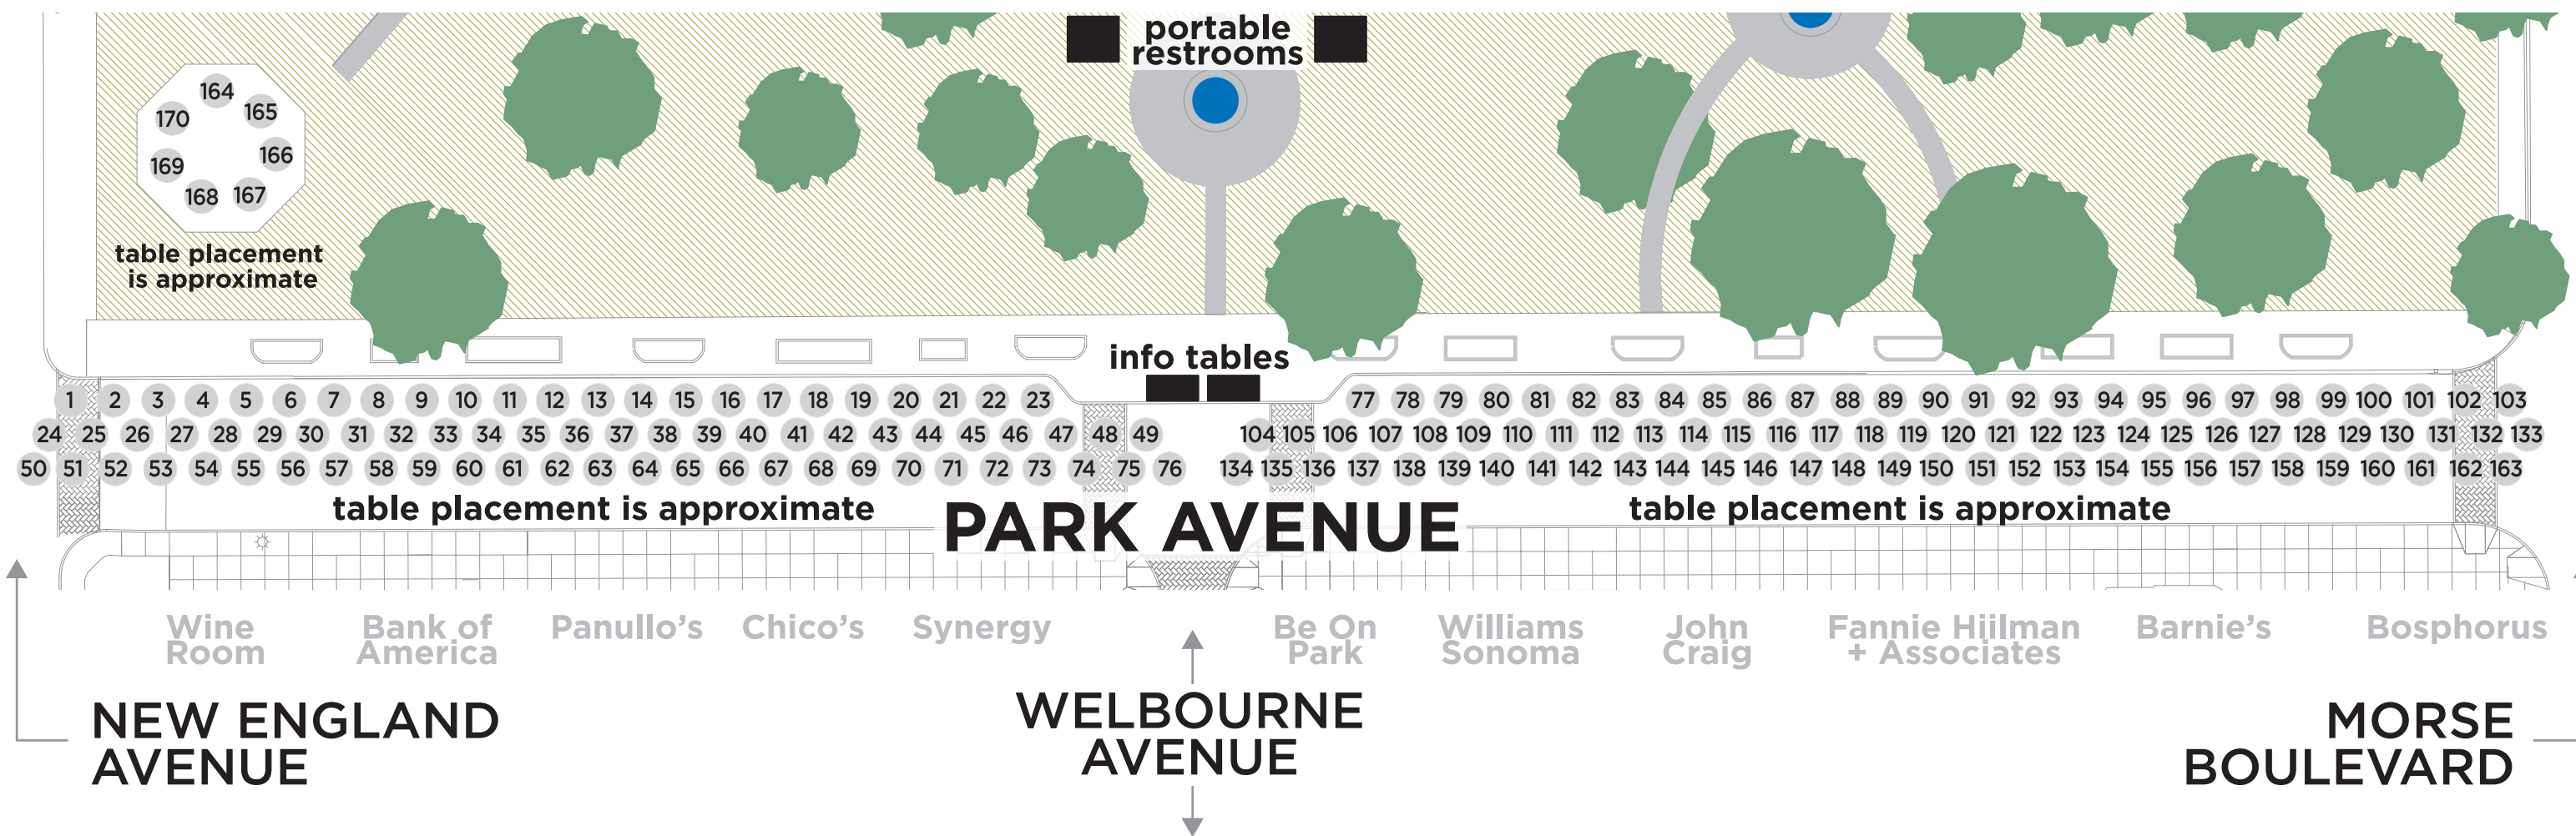 portable
restrooms
164
170
165
166
169
168
167
table placement
is approximate
info tables
1 2 3 4 5 6 7 8 9 10 11 12 13 14 15 16 17 18 19 20 21 22 23
77 78 79 80 81 82 83 84 85 86 87 88 89 90 91 92 93 94 95 96 97 98 99 100 101 102 103
24 25 26 27 28 29 30 31 32 33 34 35 36 37 38 39 40 41 42 43 44 45 46 47 48 49
104 105 106 107 108 109 110 111 112 113 114 115 116 117 118 119 120 121 122 123 124 125 126 127 128 129 130 131 132 133
50 51 52 53 54 55 56 57 58 59 60 61 62 63 64 65 66 67 68 69 70 71 72 73 74 75 76
134 135 136 137 138 139 140 141 142 143 144 145 146 147 148 149 150 151 152 153 154 155 156 157 158 159 160 161 162 163
table placement is approximate
PARK AVENUE
table placement is approximate
Wine
Room
Bank of
America
Panullo's
Chico's
Synergy
Be On
Park
Williams
Sonoma
John
Craig
Fannie Hiilman
+ Associates
Barnie's
Bosphorus
NEW ENGLAND
AVENUE
WELBOURNE
AVENUE
MORSE
BOULEVARD